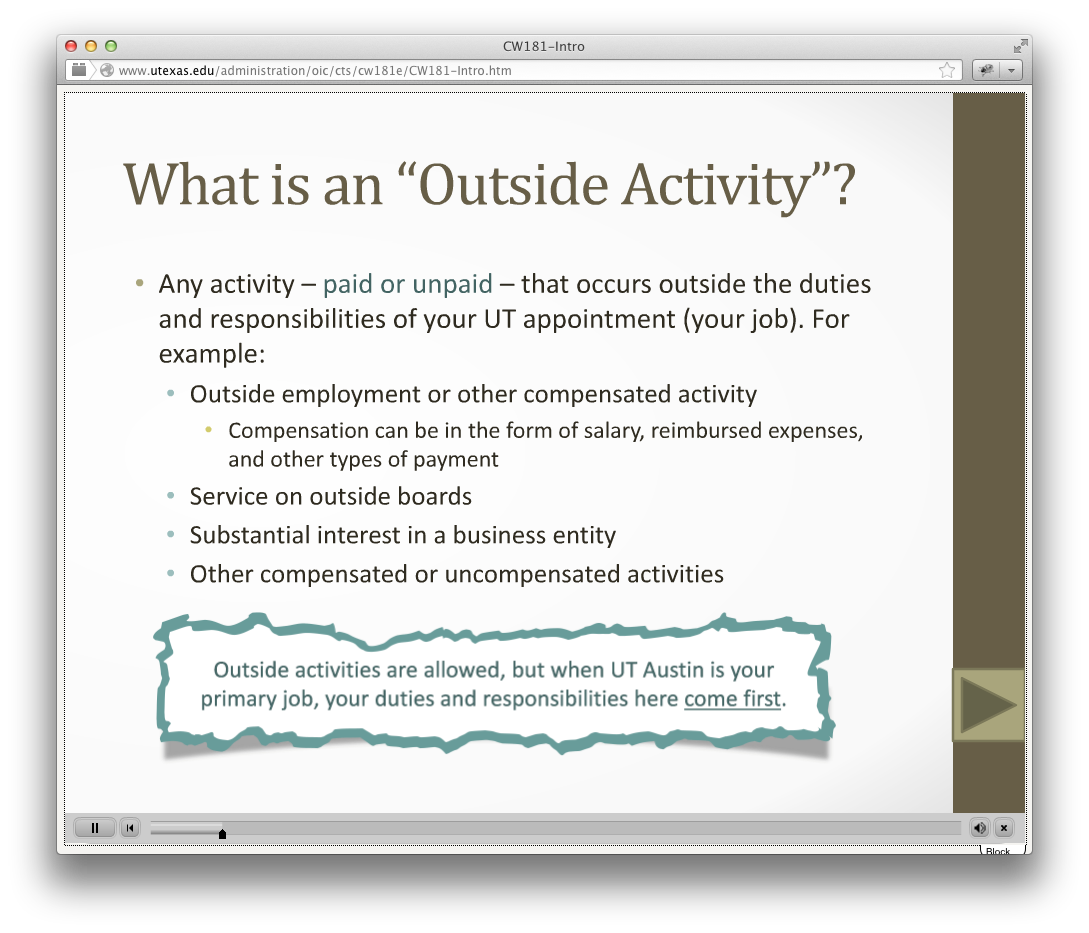 CW181-Intro
www.utexas.edu/administration/oic/cts/cw181e/CW181-Intro.htm
What is an “Outside Activity”?
• Any activity – paid or unpaid – that occurs outside the duties
and responsibilities of your UT appointment (your job). For
example:
• Outside employment or other compensated activity
• Compensation can be in the form of salary, reimbursed expenses,
and other types of payment
• Service on outside boards
• Substantial interest in a business entity
• Other compensated or uncompensated activities
Outside activities are allowed, but when UT Austin is your
primary job, your duties and responsibilities here come first.
Block